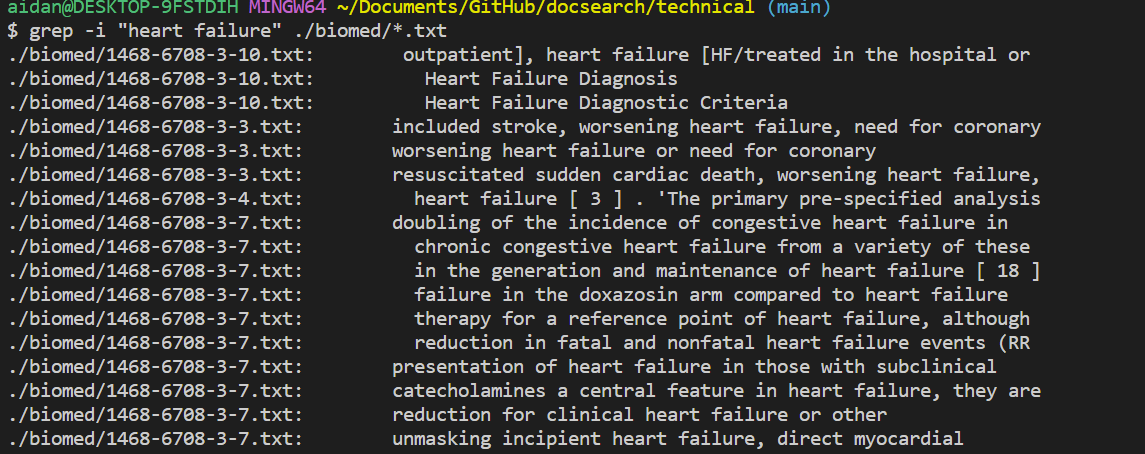 aidan@DESKTOP-9FSTDIH MINGW64 ~/Documents/GitHub/docsearch/technical (main)
$ grep -i "heart failure" ./biomed/*.txt
./biomed/1468-6708-3-10.txt:        outpatient], heart failure [HF/treated in the hospital or
./biomed/1468-6708-3-10.txt:          Heart Failure Diagnosis
./biomed/1468-6708-3-10.txt:          Heart Failure Diagnostic Criteria
./biomed/1468-6708-3-3.txt:        included stroke, worsening heart failure, need for coronary
./biomed/1468-6708-3-3.txt:        worsening heart failure or need for coronary
./biomed/1468-6708-3-3.txt:        resuscitated sudden cardiac death, worsening heart failure,
./biomed/1468-6708-3-4.txt:          heart failure [ 3 ] . 'The primary pre-specified analysis
./biomed/1468-6708-3-7.txt:        doubling of the incidence of congestive heart failure in
./biomed/1468-6708-3-7.txt:          chronic congestive heart failure from a variety of these
./biomed/1468-6708-3-7.txt:          in the generation and maintenance of heart failure [ 18 ]
./biomed/1468-6708-3-7.txt:          failure in the doxazosin arm compared to heart failure
./biomed/1468-6708-3-7.txt:          therapy for a reference point of heart failure, although
./biomed/1468-6708-3-7.txt:          reduction in fatal and nonfatal heart failure events (RR
./biomed/1468-6708-3-7.txt:        presentation of heart failure in those with subclinical
./biomed/1468-6708-3-7.txt:        catecholamines a central feature in heart failure, they are
./biomed/1468-6708-3-7.txt:        reduction for clinical heart failure or other
./biomed/1468-6708-3-7.txt:        unmasking incipient heart failure, direct myocardial